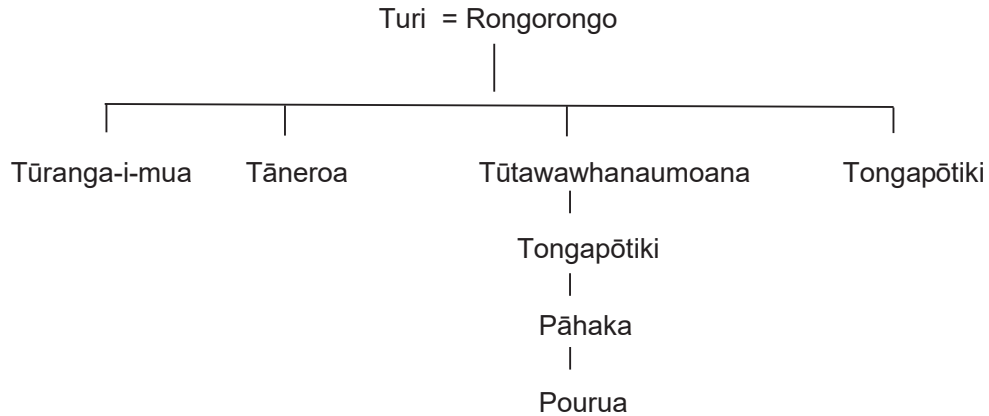 Turi = Rongorongo
Tūranga-i-mua Tāneroa Tūtawawhanaumoana Tongapōtiki
Tongapōtiki
Pāhaka
Pourua